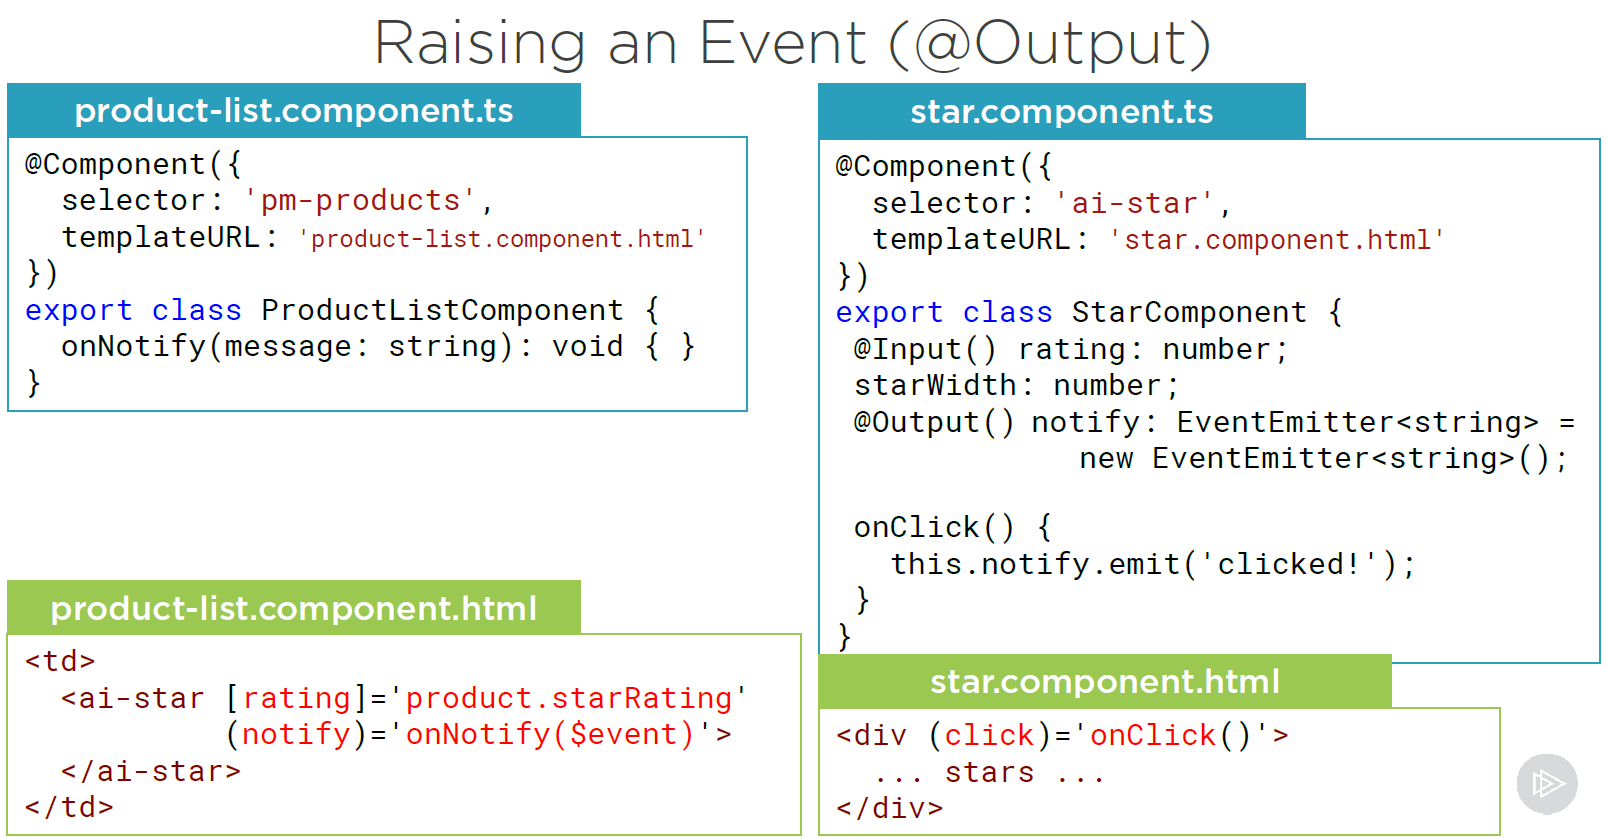 Raising an Event (@Output)
product-list.component.ts
@Component({
  selector: 'pm-products',
  templateURL: 'product-list.component.html'
})
export class ProductListComponent {
  onNotify(message: string): void { }
}
product-list.component.html
<td>
  <ai-star [rating]='product.starRating'
           (notify)='onNotify($event)'>
  </ai-star>
</td>
star.component.ts
@Component({
  selector: 'ai-star',
  templateURL: 'star.component.html'
})
export class StarComponent {
 @Input() rating: number;
 starWidth: number;
 @Output() notify: EventEmitter<string> =
             new EventEmitter<string>();
 onClick() {
   this.notify.emit('clicked!');
 }
}
star.component.html
<div (click)='onClick()'>
  ... stars ...
</div>